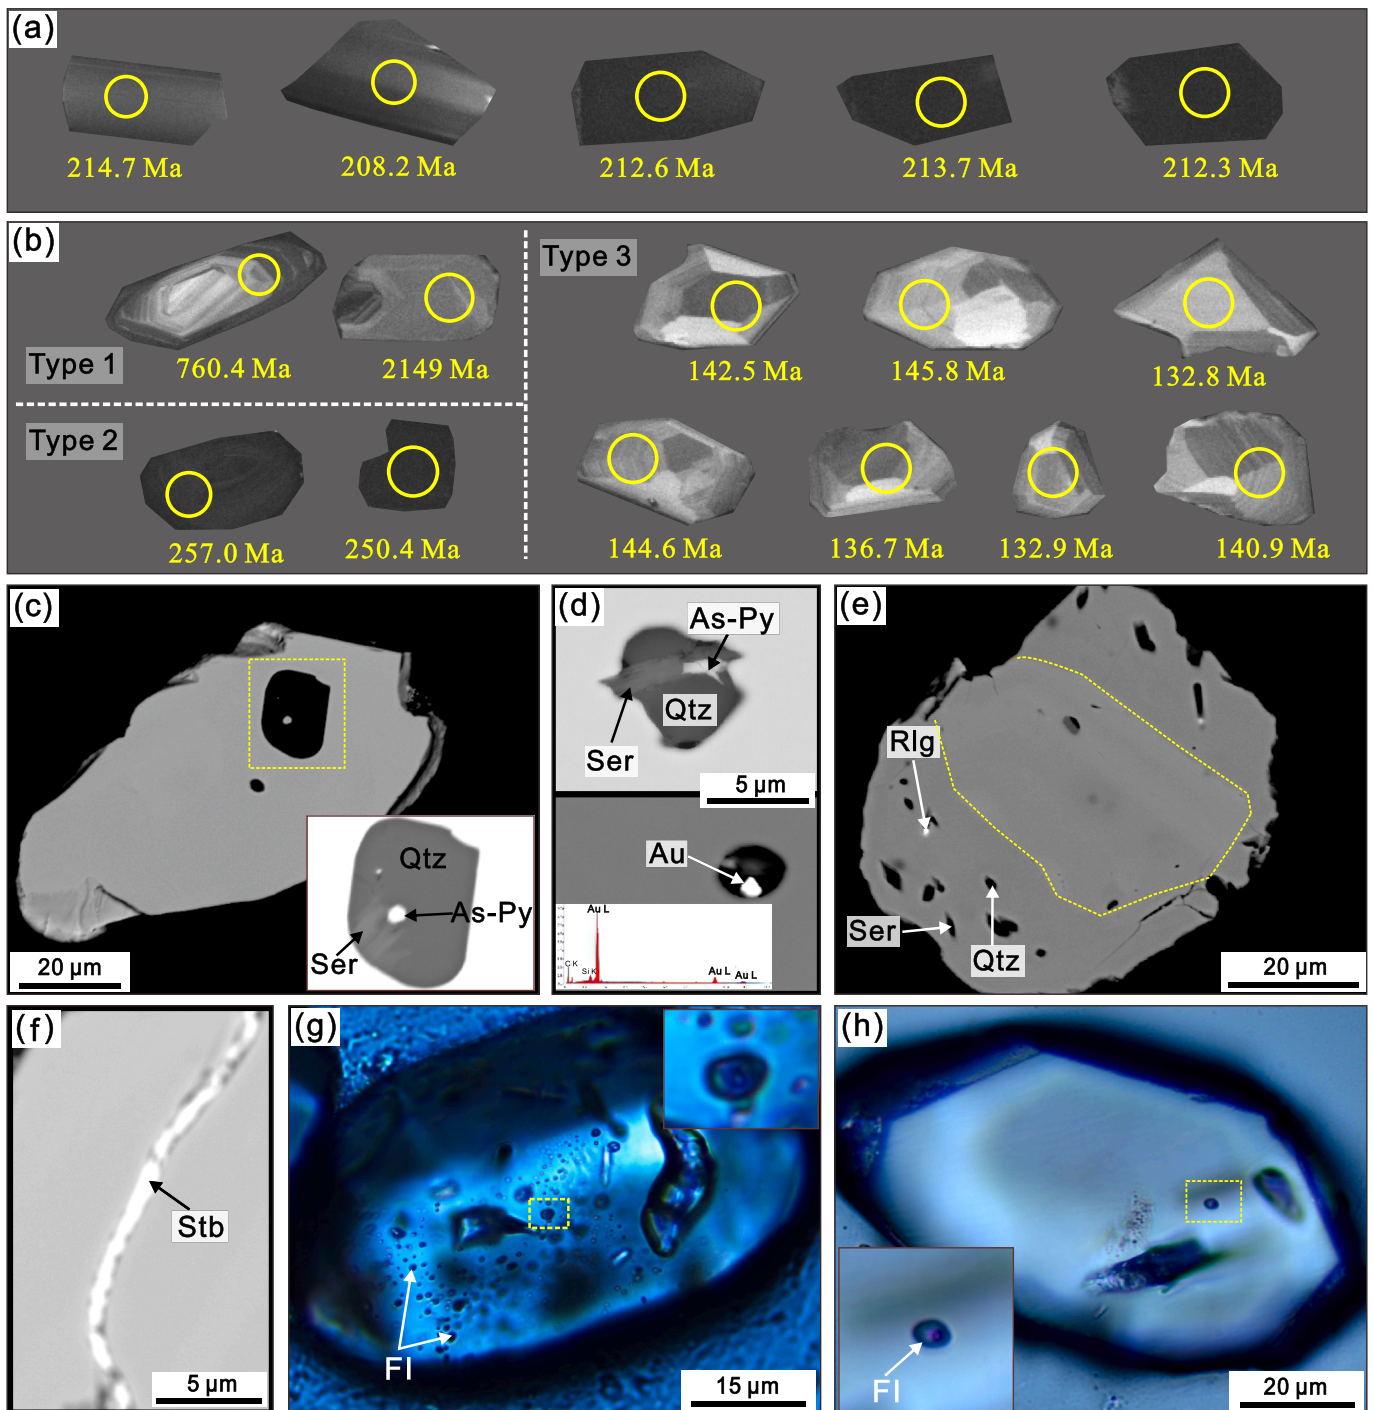 (a)
214.7 Ma
208.2 Ma
212.6 Ma
213.7 Ma
212.3 Ma
(b)
Type 1
760.4 Ma
2149 Ma
Type 2
257.0 Ma
250.4 Ma
Type 3
142.5 Ma
145.8 Ma
132.8 Ma
144.6 Ma
136.7 Ma
132.9 Ma
140.9 Ma
(c)
Qtz
As-Py
Ser
20 μm
(d)
As-Py
Qtz
Ser
5 μm
Au
Au L
C K
Si K
Au L
Au L
(e)
Rlg
Ser
Qtz
20 μm
(f)
Stb
5 μm
(g)
FI
15 μm
(h)
FI
20 μm